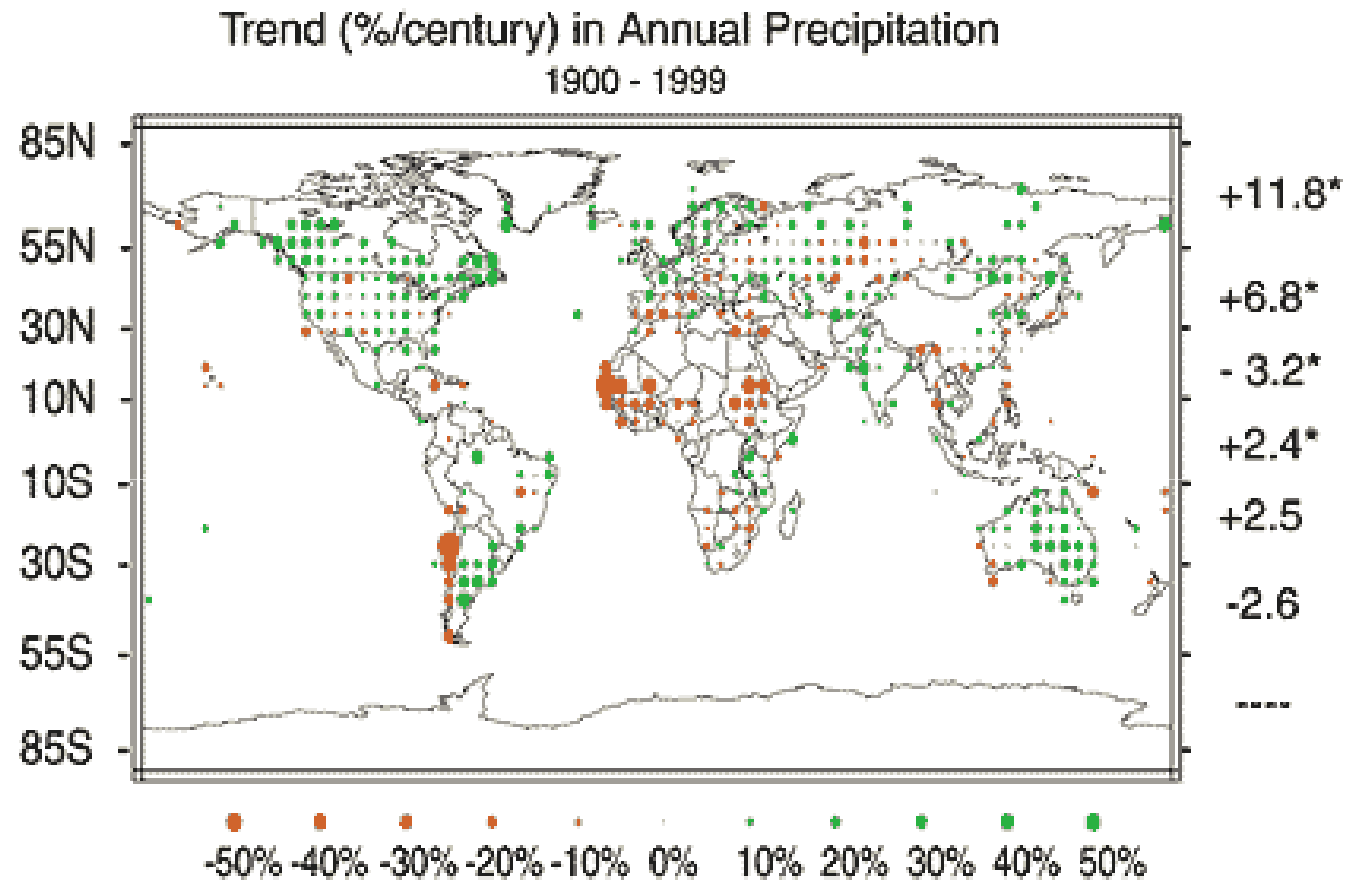 Trend (%/century) in Annual Precipitation
1900 - 1999
85N
+11.8*
55N
+6.8*
30N
- 3.2*
10N
+2.4*
10S
+2.5
30S
-2.6
55S
----
85S
-50% -40% -30% -20% -10% 0% 10% 20% 30% 40% 50%